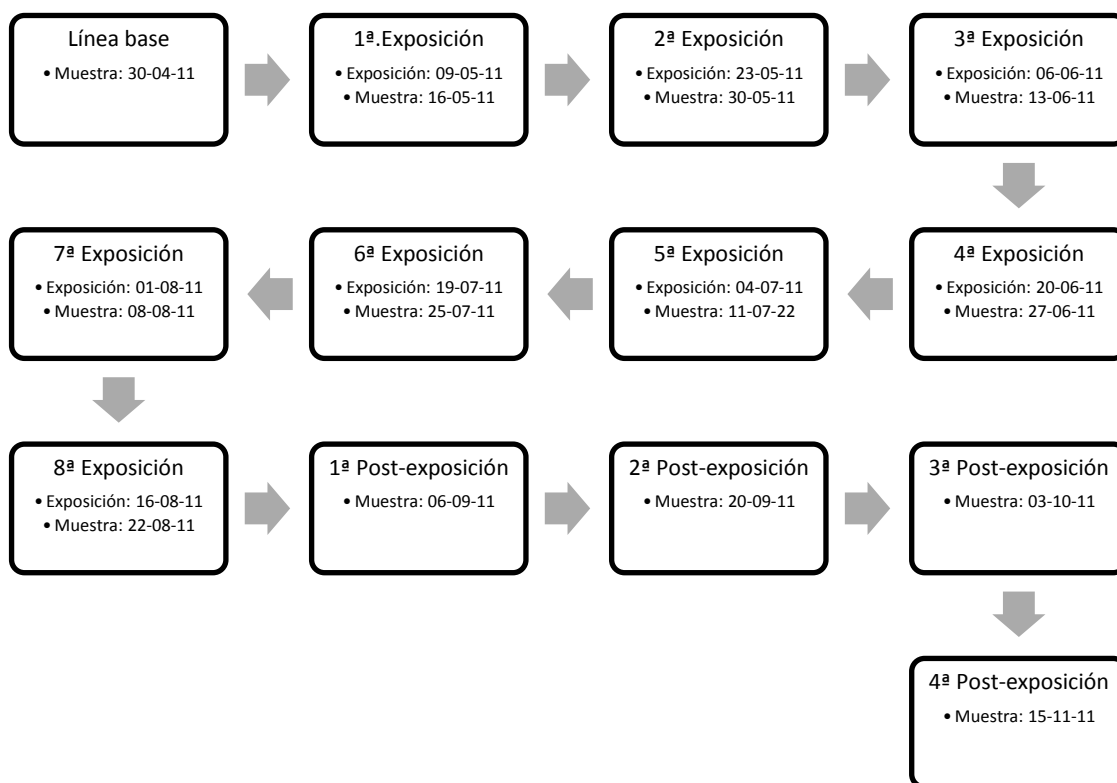 Línea base
• Muestra: 30-04-11
1ª.Exposición
• Exposición: 09-05-11
• Muestra: 16-05-11
2ª Exposición
• Exposición: 23-05-11
• Muestra: 30-05-11
3ª Exposición
• Exposición: 06-06-11
• Muestra: 13-06-11
4ª Exposición
• Exposición: 20-06-11
• Muestra: 27-06-11
5ª Exposición
• Exposición: 04-07-11
• Muestra: 11-07-22
6ª Exposición
• Exposición: 19-07-11
• Muestra: 25-07-11
7ª Exposición
• Exposición: 01-08-11
• Muestra: 08-08-11
8ª Exposición
• Exposición: 16-08-11
• Muestra: 22-08-11
1ª Post-exposición
• Muestra: 06-09-11
2ª Post-exposición
• Muestra: 20-09-11
3ª Post-exposición
• Muestra: 03-10-11
4ª Post-exposición
• Muestra: 15-11-11